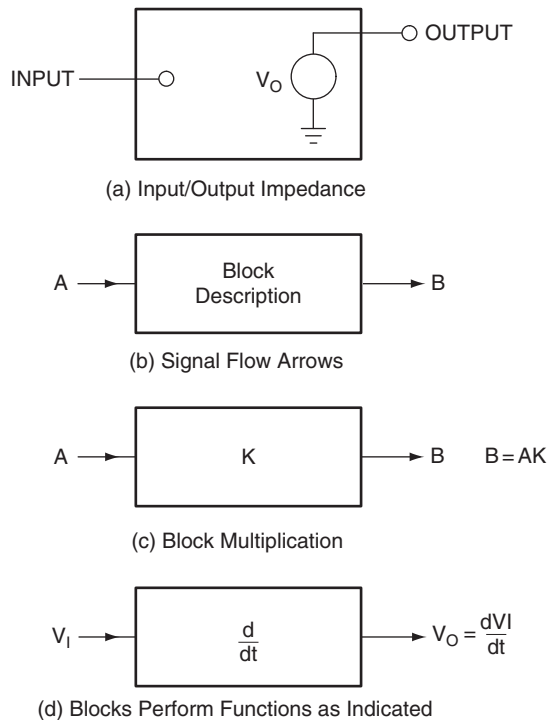 OUTPUT
INPUT
V_O
(a) Input/Output Impedance
A
Block
Description
B
(b) Signal Flow Arrows
A
K
B
B=AK
(c) Block Multiplication
V_I
d/dt
V_O = dVI/dt
(d) Blocks Perform Functions as Indicated